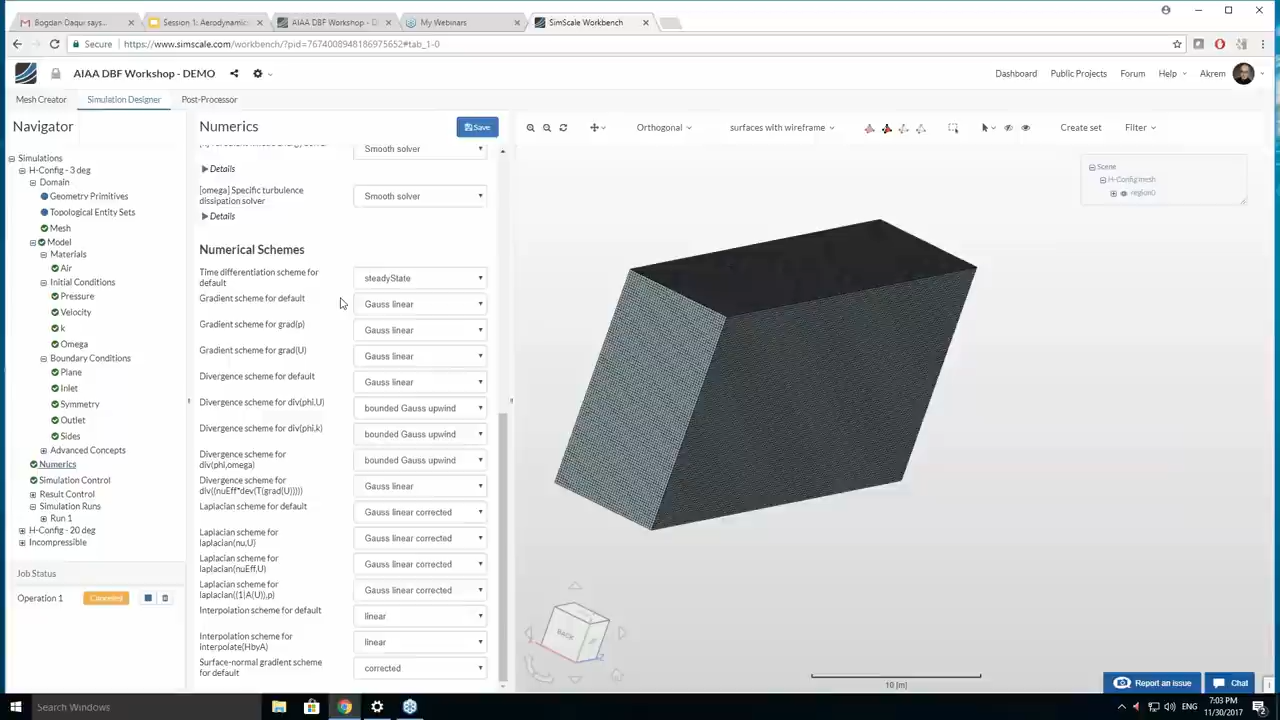 Bogdan Daqui says...
Session 1: Aerodynamics
AIAA DBF Workshop - DE
My Webinars
SimScale Workbench
Secure
https://www.simscale.com/workbench/?pid=7674008948186975652#tab_1-0
AIAA DBF Workshop - DEMO
Dashboard
Public Projects
Forum
Help
Akrem
Mesh Creator
Simulation Designer
Post-Processor
Navigator
Simulations
H-Config - 3 deg
Domain
Geometry Primitives
Topological Entity Sets
Mesh
Model
Materials
Air
Initial Conditions
Pressure
Velocity
k
Omega
Boundary Conditions
Plane
Inlet
Symmetry
Outlet
Sides
Advanced Concepts
Numerics
Simulation Control
Result Control
Simulation Runs
Run 1
H-Config - 20 deg
Incompressible
Job Status
Operation 1
Canceled
Numerics
Save
Smooth solver
Details
[omega] Specific turbulence
dissipation solver
Smooth solver
Details
Numerical Schemes
Time differentiation scheme for
default
steadyState
Gradient scheme for default
Gauss linear
Gradient scheme for grad(p)
Gauss linear
Gradient scheme for grad(U)
Gauss linear
Divergence scheme for default
Gauss linear
Divergence scheme for div(phi,U)
bounded Gauss upwind
Divergence scheme for div(phi,k)
bounded Gauss upwind
Divergence scheme for
div(phi,omega)
bounded Gauss upwind
Divergence scheme for
div((nuEff*dev(T(grad(U)))))
Gauss linear
Laplacian scheme for default
Gauss linear corrected
Laplacian scheme for
laplacian(nu,U)
Gauss linear corrected
Laplacian scheme for
laplacian(nuEff,U)
Gauss linear corrected
Laplacian scheme for
laplacian((1|A(U)),p)
Gauss linear corrected
Interpolation scheme for default
linear
Interpolation scheme for
interpolate(HbyA)
linear
Surface-normal gradient scheme
for default
corrected
Orthogonal
surfaces with wireframe
Create set
Filter
Scene
H-Config mesh
region0
BACK
Z
10 [m]
Report an issue
Chat
Search Windows
ENG
7:03 PM
11/30/2017
2